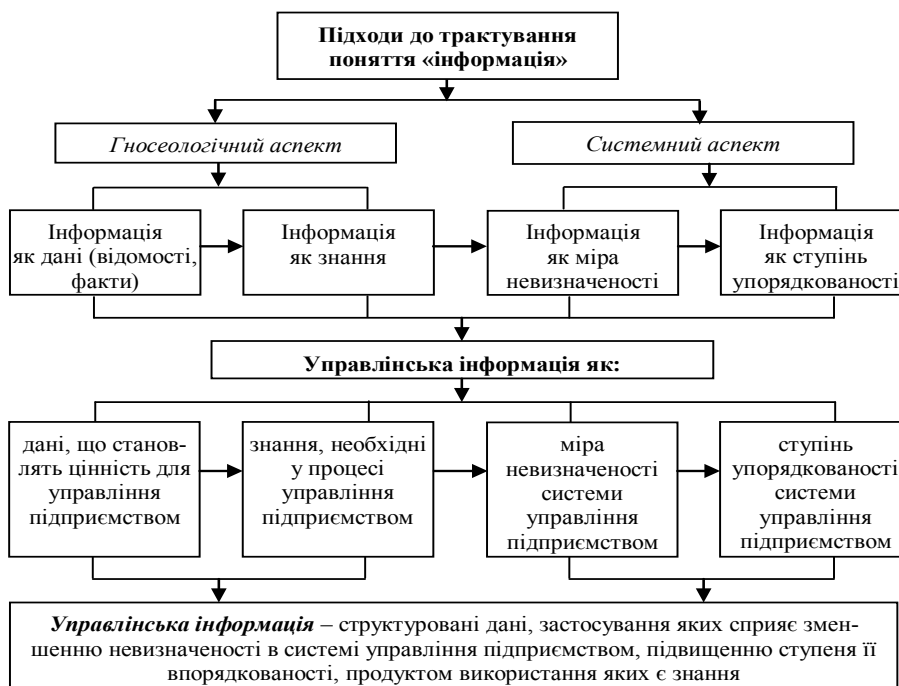 Підходи до трактування
поняття «інформація»
Гносеологічний аспект
Системний аспект
Інформація
як дані (відомості,
факти)
Інформація
як знання
Інформація
як міра
невизначеності
Інформація
як ступінь
упорядкованості
Управлінська інформація як:
дані, що станов-
лять цінність для
управління
підприємством
знання, необхідні
у процесі
управління
підприємством
міра
невизначеності
системи
управління
підприємством
ступінь
упорядкованості
системи
управління
підприємством
Управлінська інформація – структуровані дані, застосування яких сприяє змен-
шенню невизначеності в системі управління підприємством, підвищенню ступеня її
впорядкованості, продуктом використання яких є знання